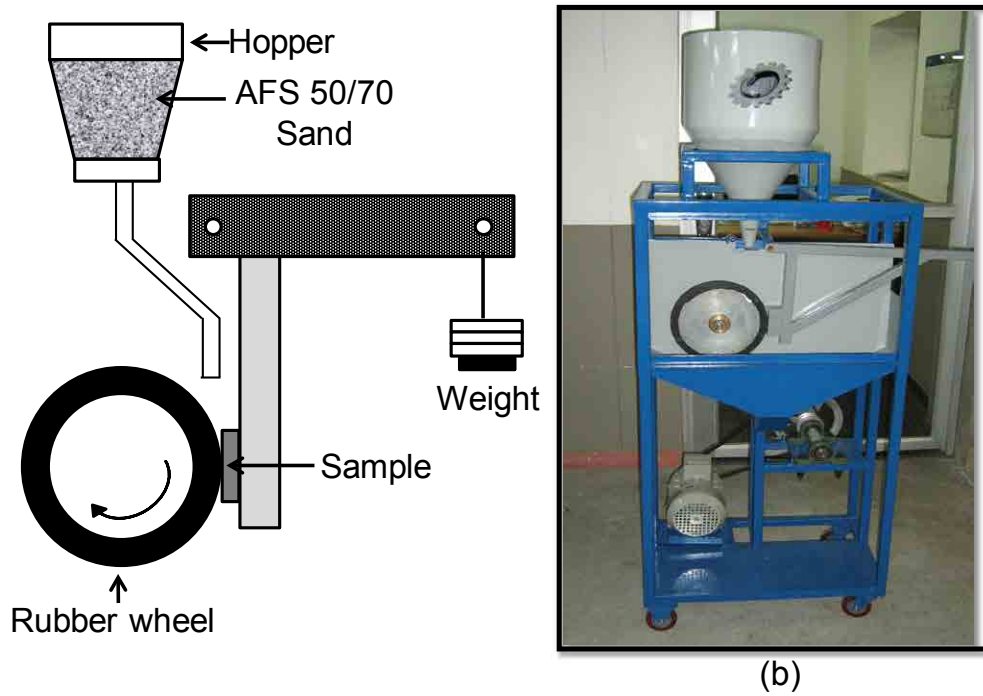 Hopper
AFS 50/70
Sand
Weight
Sample
Rubber wheel
(b)